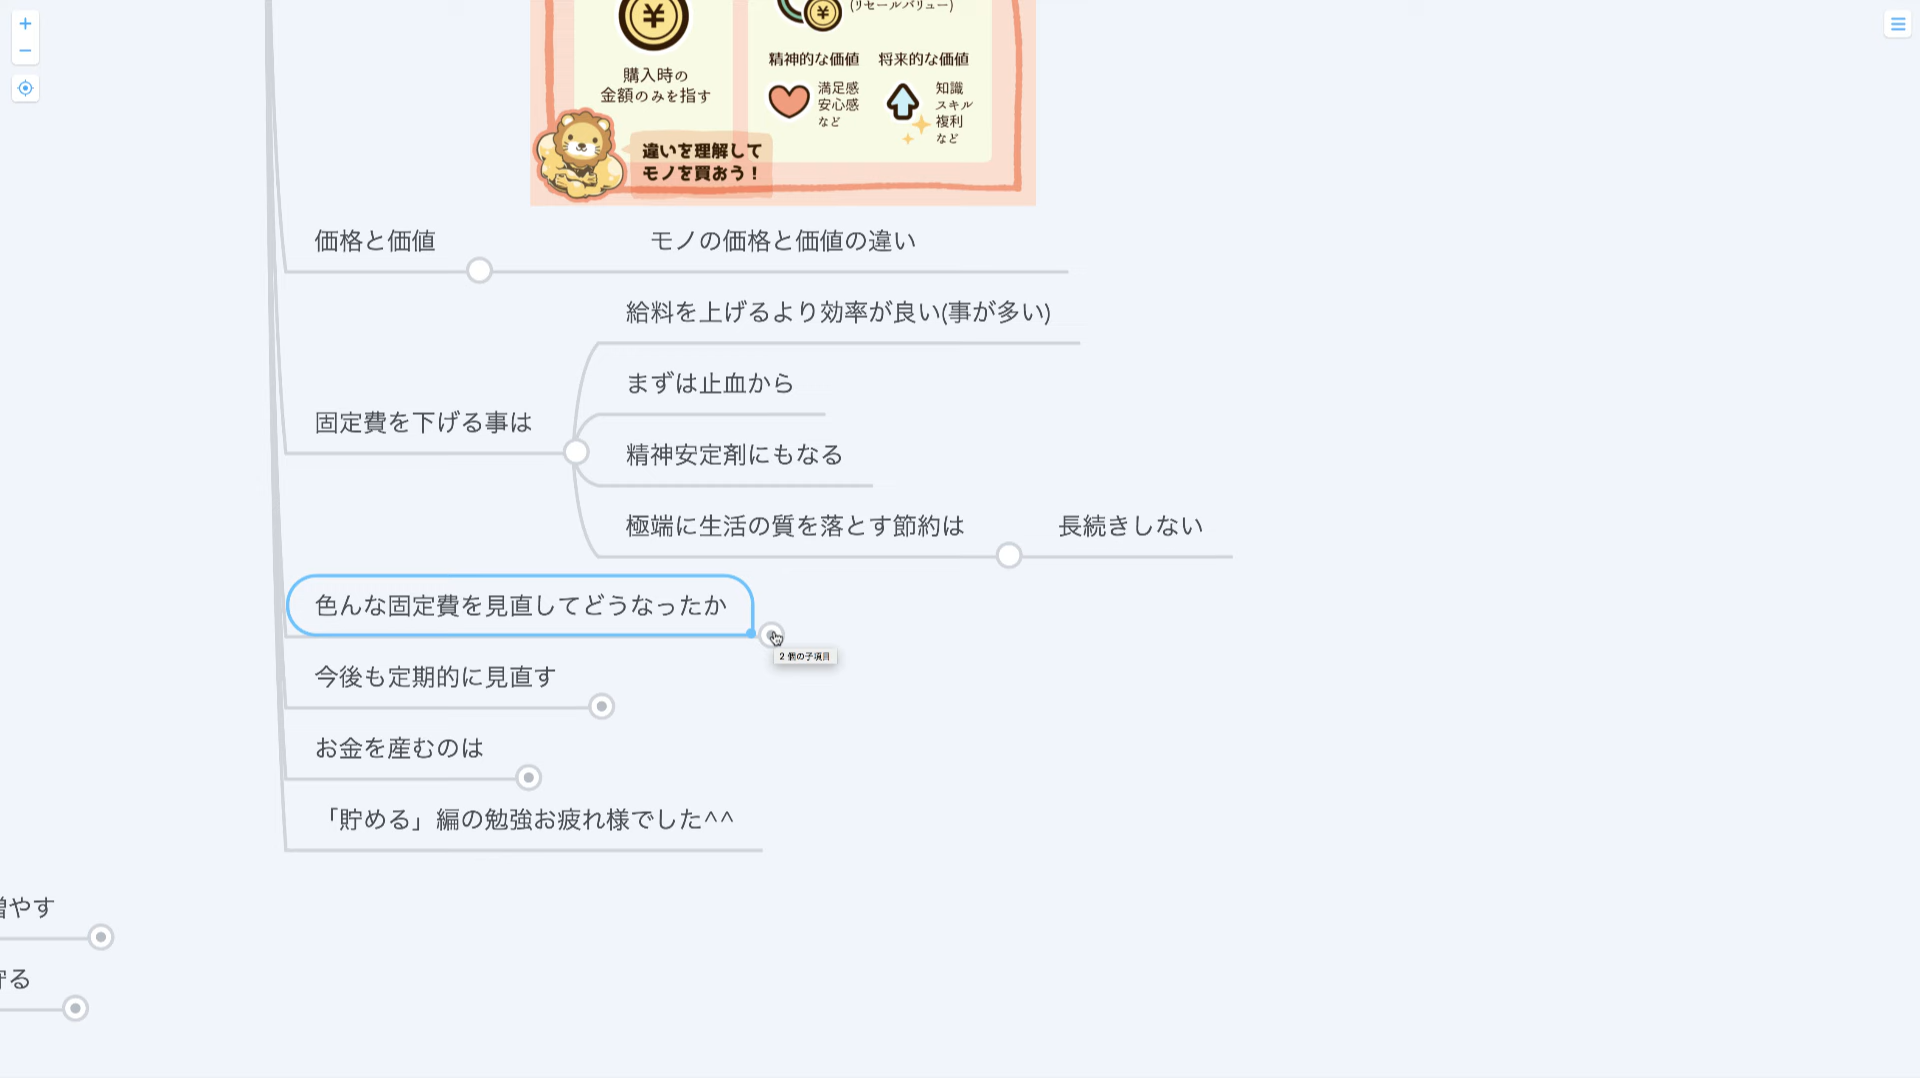 (リセールバリュー)
購入時の
金額のみを指す
精神的な価値
満足感
安心感
など
将来的な価値
知識
スキル
複利
など
違いを理解して
モノを買おう！
価格と価値
モノの価格と価値の違い
固定費を下げる事は
給料を上げるより効率が良い(事が多い)
まずは止血から
精神安定剤にもなる
極端に生活の質を落とす節約は
長続きしない
色んな固定費を見直してどうなったか
2 個の子項目
今後も定期的に見直す
お金を産むのは
「貯める」編の勉強お疲れ様でした^^
増やす
守る